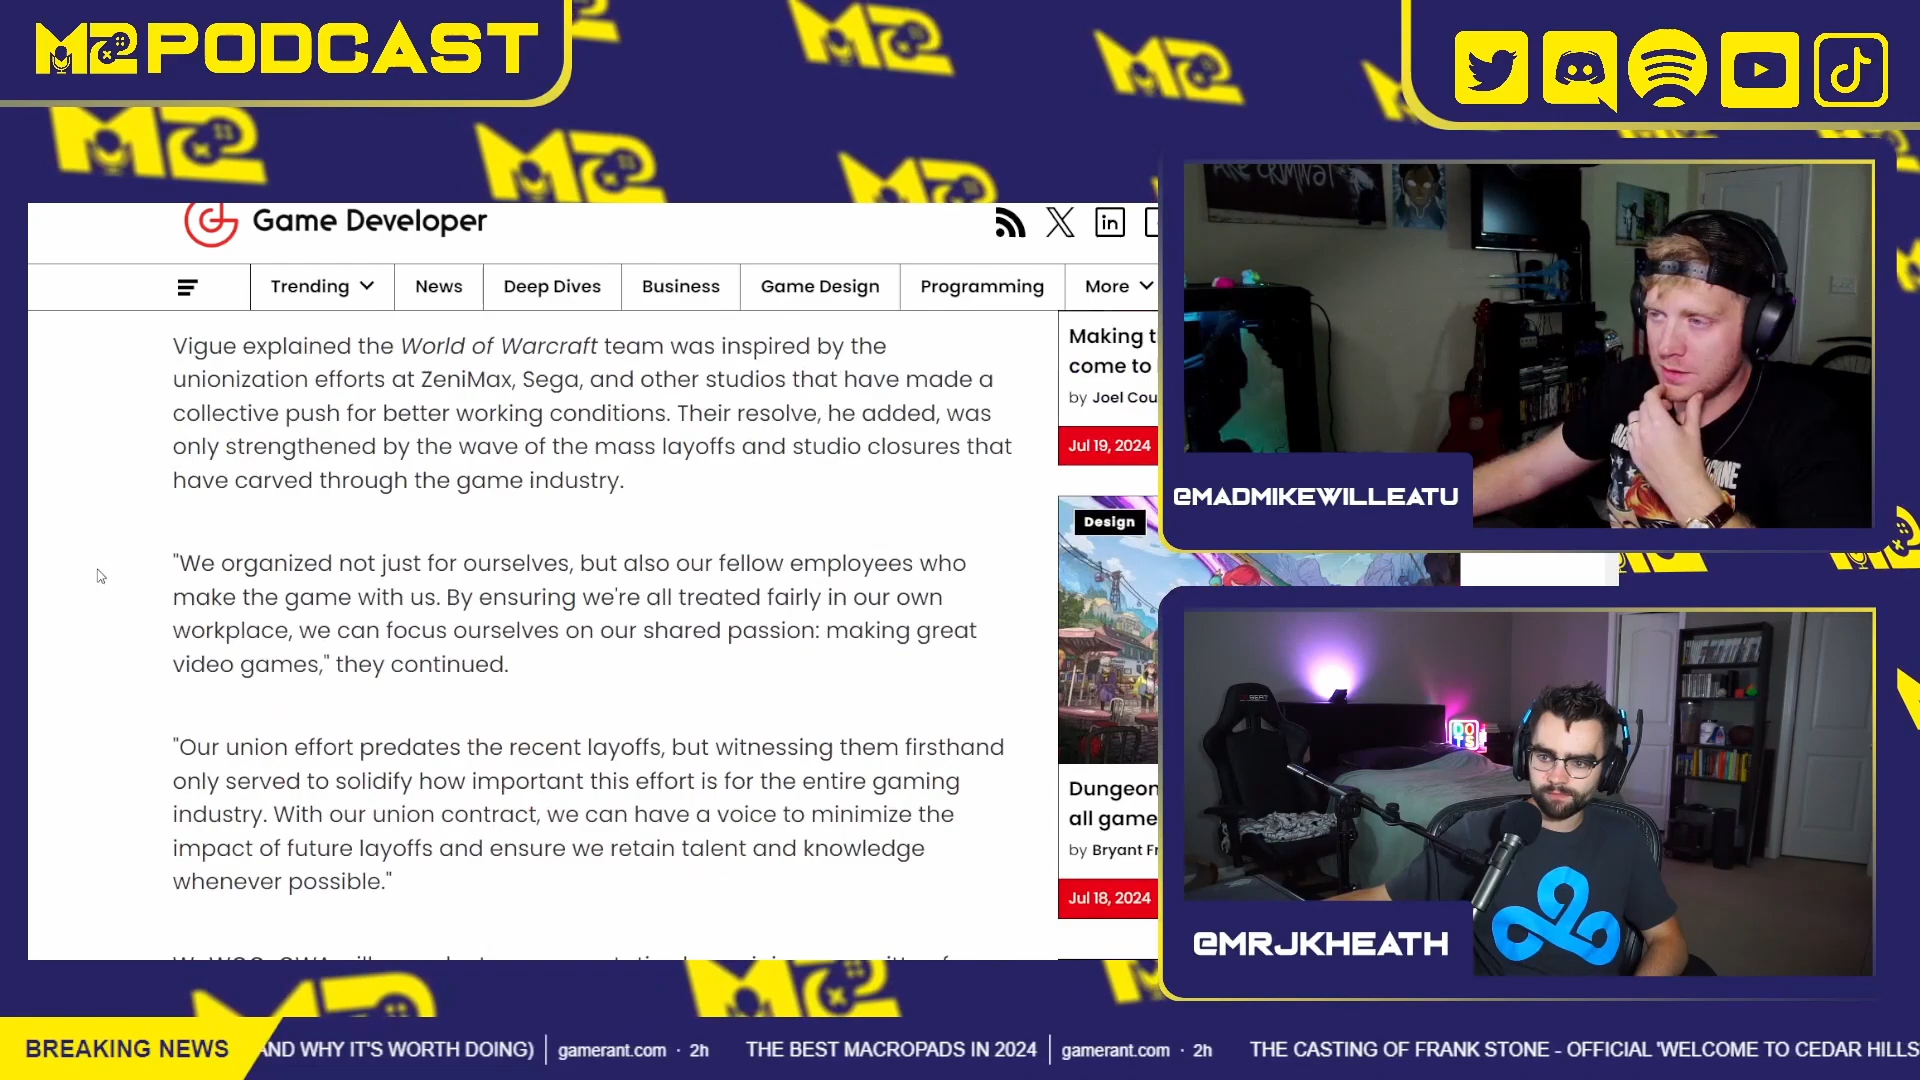 M2 PODCAST
Game Developer
Trending
News
Deep Dives
Business
Game Design
Programming
More
Vigue explained the World of Warcraft team was inspired by the
unionization efforts at ZeniMax, Sega, and other studios that have made a
collective push for better working conditions. Their resolve, he added, was
only strengthened by the wave of the mass layoffs and studio closures that
have carved through the game industry.
"We organized not just for ourselves, but also our fellow employees who
make the game with us. By ensuring we're all treated fairly in our own
workplace, we can focus ourselves on our shared passion: making great
video games," they continued.
"Our union effort predates the recent layoffs, but witnessing them firsthand
only served to solidify how important this effort is for the entire gaming
industry. With our union contract, we can have a voice to minimize the
impact of future layoffs and ensure we retain talent and knowledge
whenever possible."
Making
come to
by Joel Cou
Jul 19, 2024
Design
Dungeon
all game
by Bryant Fr
Jul 18, 2024
ARE CRIMINAL
@MADMIKEWILLEATU
DOTS
@MRJKHEATH
BREAKING NEWS
AND WHY IT'S WORTH DOING) | gamerant.com · 2h THE BEST MACROPADS IN 2024 | gamerant.com · 2h THE CASTING OF FRANK STONE - OFFICIAL 'WELCOME TO CEDAR HILLS